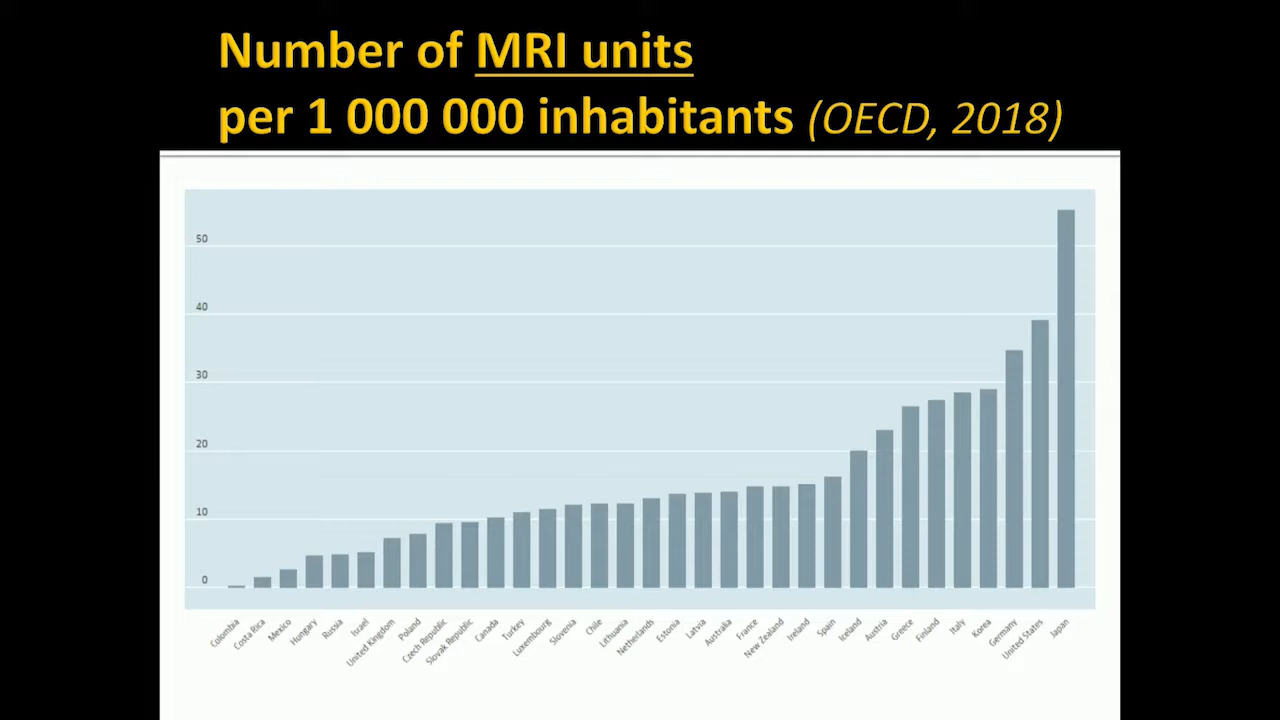 Number of MRI units
per 1 000 000 inhabitants (OECD, 2018)
50
40
30
20
10
0
Colombia
Costa Rica
Mexico
Hungary
Russia
Israel
United Kingdom
Poland
Czech Republic
Slovak Republic
Canada
Turkey
Luxembourg
Slovenia
Chile
Lithuania
Netherlands
Estonia
Latvia
Australia
France
New Zealand
Ireland
Spain
Iceland
Austria
Greece
Finland
Italy
Korea
Germany
United States
Japan